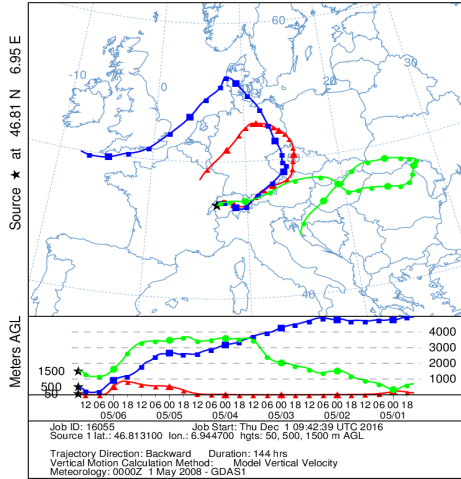 Source ★ at 46.81 N 6.95 E
-10
0
60
20
30
40
Meters AGL
1500
500
50
4000
3000
2000
1000
12 06 00 18 12 06 00 18 12 06 00 18 12 06 00 18 12 06 00 18 12 06 00 18
05/06 05/05 05/04 05/03 05/02 05/01
Job ID: 16055 Job Start: Thu Dec 1 09:42:39 UTC 2016
Source 1 lat.: 46.813100 lon.: 6.944700 hgts: 50, 500, 1500 m AGL
Trajectory Direction: Backward Duration: 144 hrs
Vertical Motion Calculation Method: Model Vertical Velocity
Meteorology: 0000Z 1 May 2008 - GDAS1